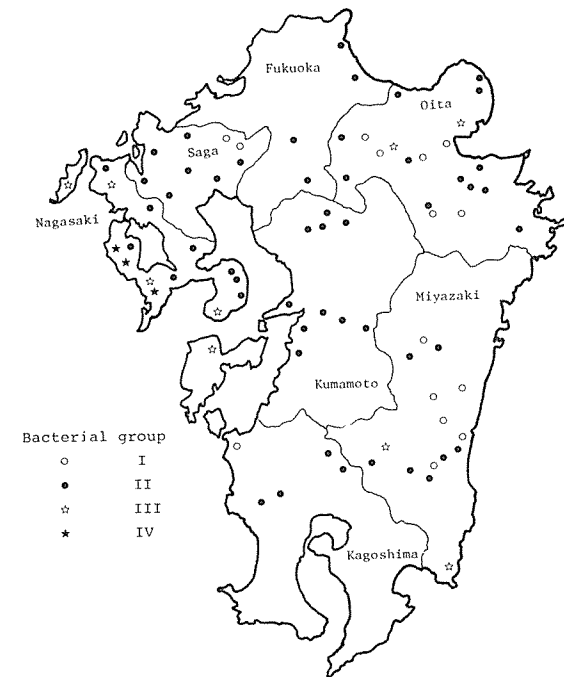 Fukuoka
Oita
Saga
Nagasaki
Miyazaki
Kumamoto
Bacterial group
I
II
III
IV
Kagoshima